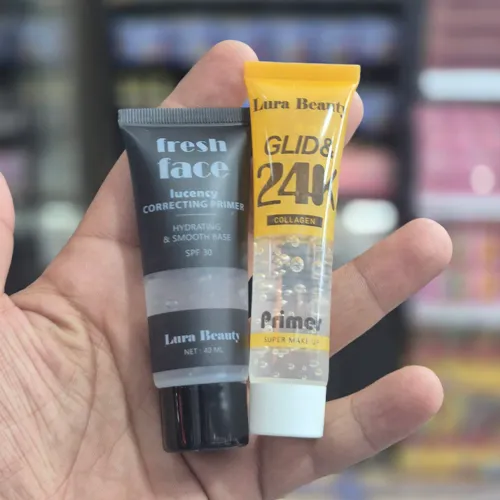 fresh
face
lucency
CORRECTING PRIMER
HYDRATING
& SMOOTH BASE
SPF 30
Lura Beauty
NET: 40 ML
Lura Beauty
GLID&
24K
COLLAGEN
Primer
SUPER MAKE UP